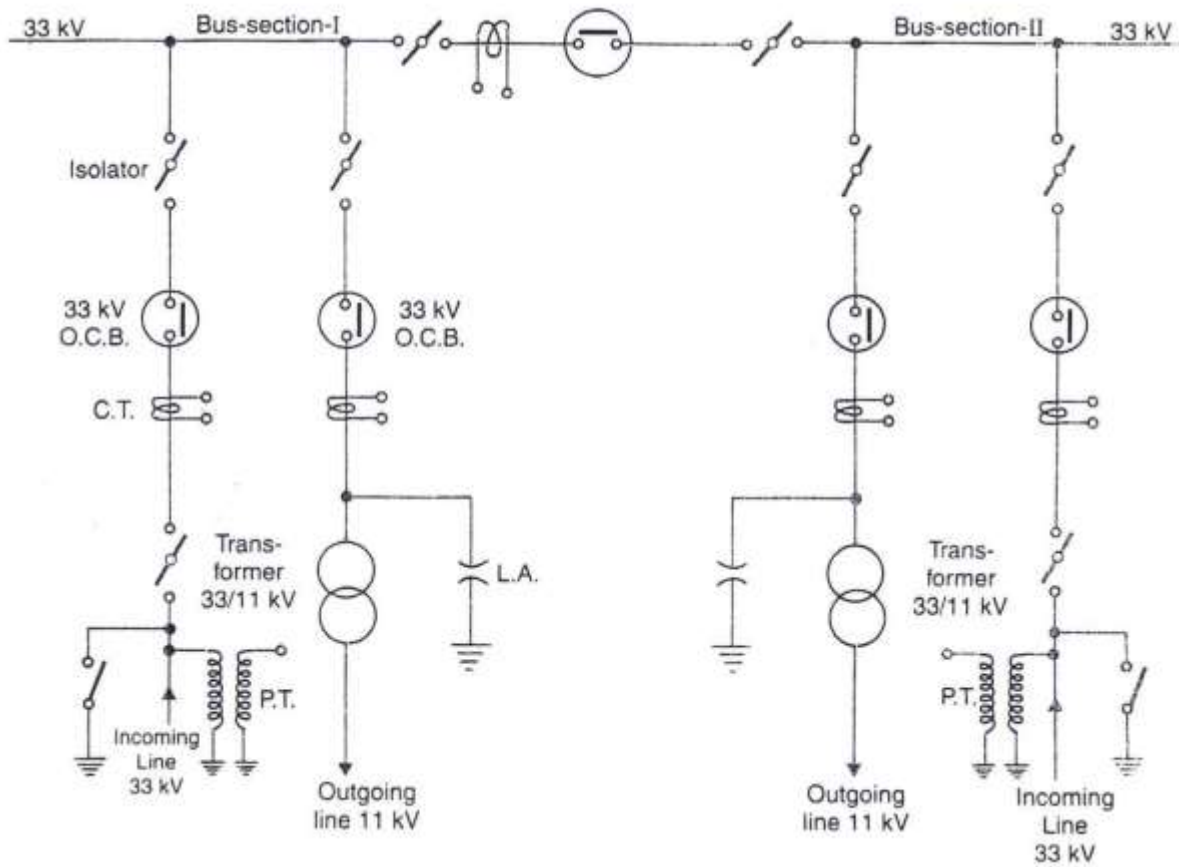 33 kV
Bus-section-I
Bus-section-II
33 kV
Isolator
33 kV
O.C.B.
33 kV
O.C.B.
C.T.
Trans-
former
33/11 kV
L.A.
Trans-
former
33/11 kV
P.T.
P.T.
Incoming
Line
33 kV
Outgoing
line 11 kV
Outgoing
line 11 kV
Incoming
Line
33 kV